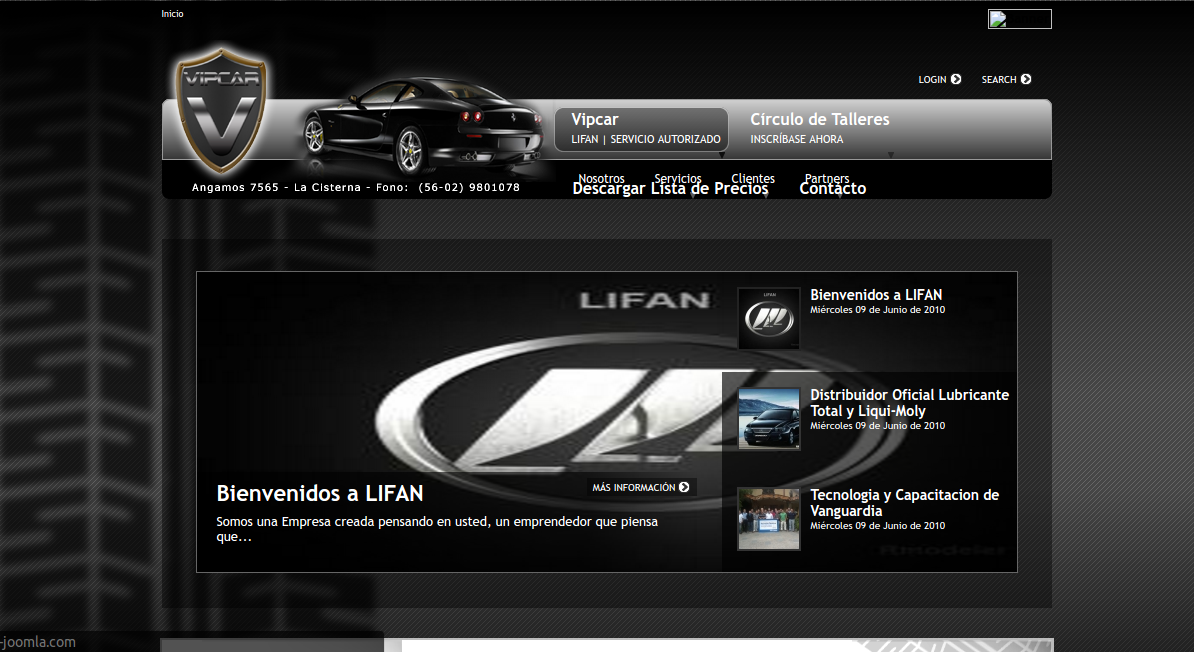 Inicio
VIPCAR
LOGIN
SEARCH
Vipcar
LIFAN | SERVICIO AUTORIZADO
Círculo de Talleres
INSCRÍBASE AHORA
Angamos 7565 - La Cisterna - Fono: (56-02) 9801078
Nosotros
Servicios
Clientes
Partners
Descargar Lista de Precios
Contácto
LIFAN
LIFAN
Bienvenidos a LIFAN
Miércoles 09 de Junio de 2010
Distribuidor Oficial Lubricante
Total y Liqui-Moly
Miércoles 09 de Junio de 2010
Bienvenidos a LIFAN
MÁS INFORMACIÓN
Somos una Empresa creada pensando en usted, un emprendedor que piensa
que...
Tecnologia y Capacitacion de
Vanguardia
Miércoles 09 de Junio de 2010
Rmodeler
-joomla.com